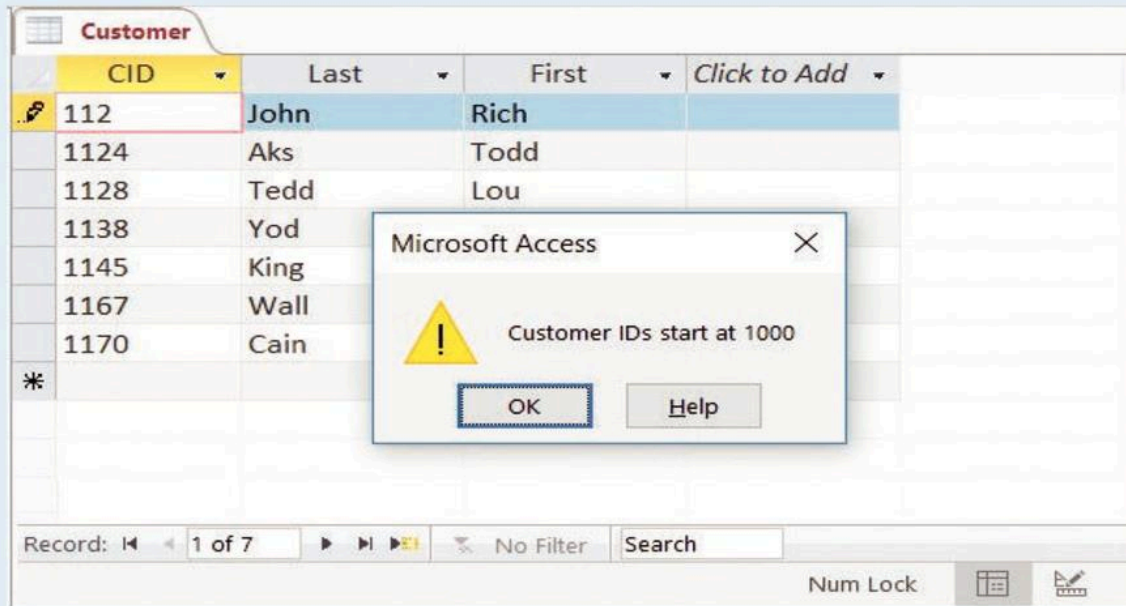 Customer
CID Last First Click to Add
112 John Rich
1124 Aks Todd
1128 Tedd Lou
1138 Yod
1145 King
1167 Wall
1170 Cain
Microsoft Access
Customer IDs start at 1000
OK Help
Record: 1 of 7 No Filter Search
Num Lock